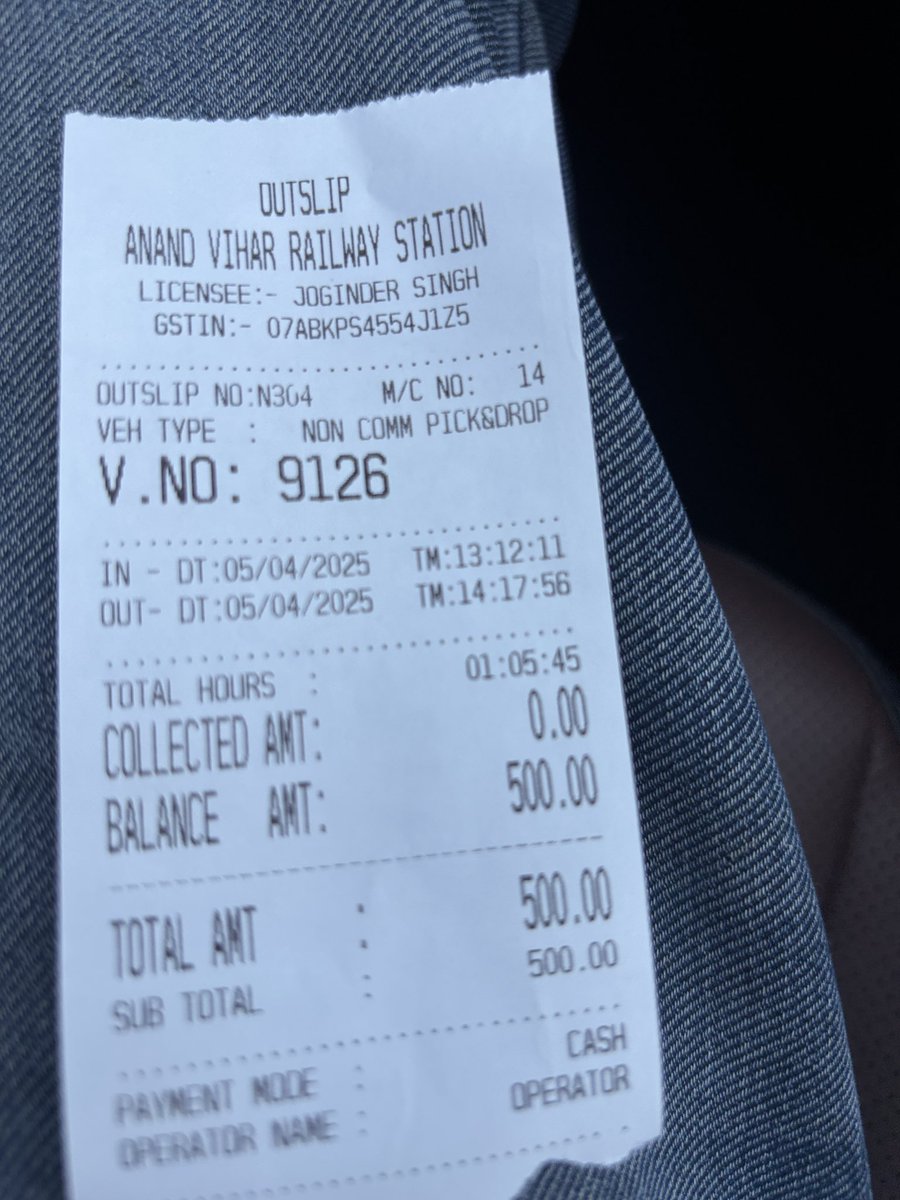 OUTSLIP
ANAND VIHAR RAILWAY STATION
LICENSEE:- JOGINDER SINGH
GSTIN:- 07ABKPS4554J1Z5
OUTSLIP NO:N304 M/C NO: 14
VEH TYPE : NON COMM PICK&DROP
V.NO: 9126
IN - DT:05/04/2025 TM:13:12:11
OUT- DT:05/04/2025 TM:14:17:56
TOTAL HOURS : 01:05:45
COLLECTED AMT: 0.00
BALANCE AMT: 500.00
TOTAL AMT : 500.00
SUB TOTAL : 500.00
PAYMENT MODE : CASH
OPERATOR NAME : OPERATOR